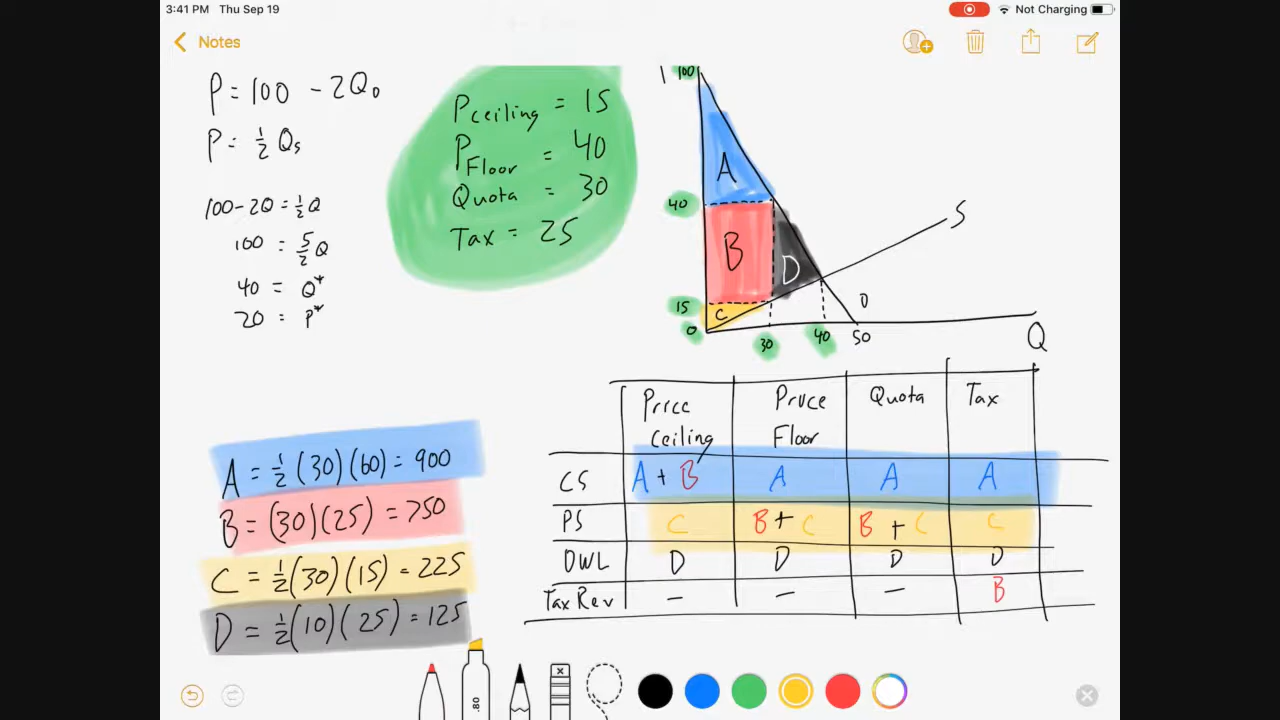 3:41 PM Thu Sep 19
Not Charging
Notes
P = 100 - 2Q_D
P = 1/2 Q_s
100-2Q = 1/2 Q
100 = 5/2 Q
40 = Q*
20 = P*
P ceiling = 15
P Floor = 40
Quota = 30
Tax = 25
P
100
A
40
B
D
15
C
0
S
D
30
40
50
Q
A = 1/2 (30)(60) = 900
B = (30)(25) = 750
C = 1/2 (30)(15) = 225
D = 1/2 (10)(25) = 125
Price Ceiling Price Floor Quota Tax
CS A + B A A A
PS C B + C B + C C
DWL D D D D
Tax Rev - - - B
.80